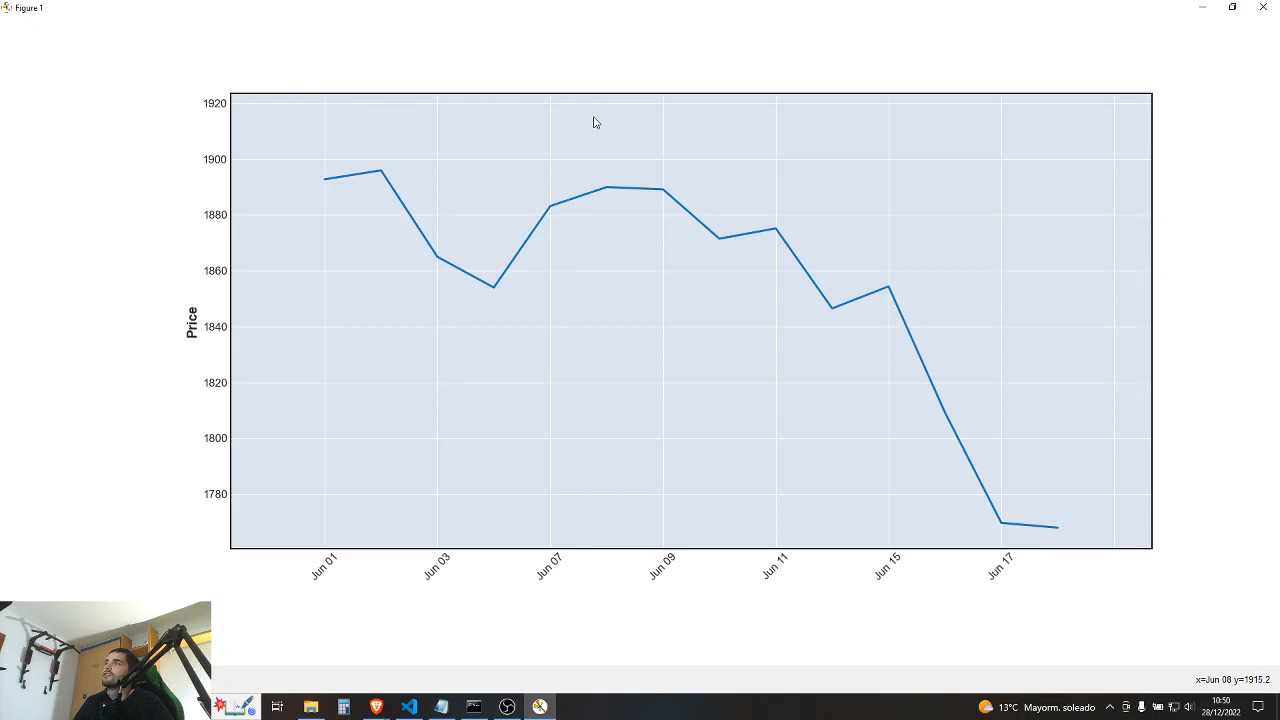 Figure 1
1920
1900
1880
1860
1840
1820
1800
1780
Price
Jun 01
Jun 03
Jun 07
Jun 09
Jun 11
Jun 15
Jun 17
x=Jun 08 y=1915.2
13°C Mayorm. soleado
10:50
28/12/2022